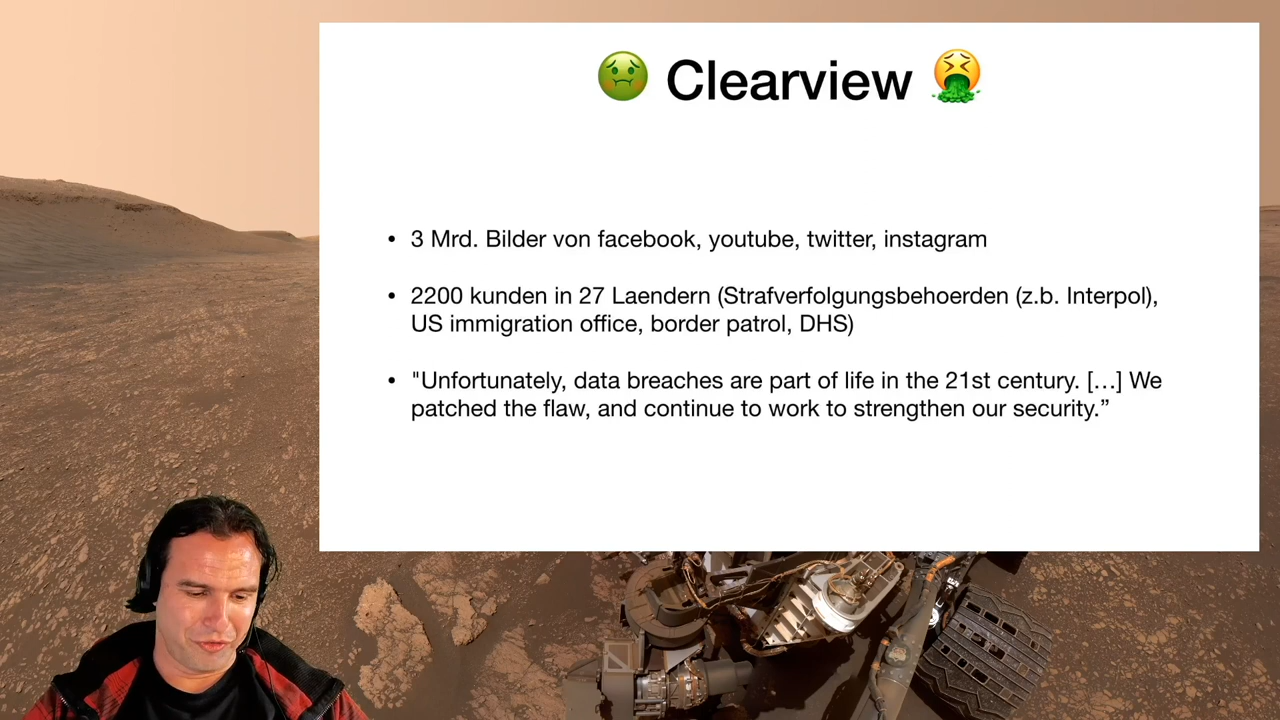 🤢 Clearview 🤮
• 3 Mrd. Bilder von facebook, youtube, twitter, instagram
• 2200 kunden in 27 Laendern (Strafverfolgungsbehoerden (z.b. Interpol),
US immigration office, border patrol, DHS)
• "Unfortunately, data breaches are part of life in the 21st century. […] We
patched the flaw, and continue to work to strengthen our security.”